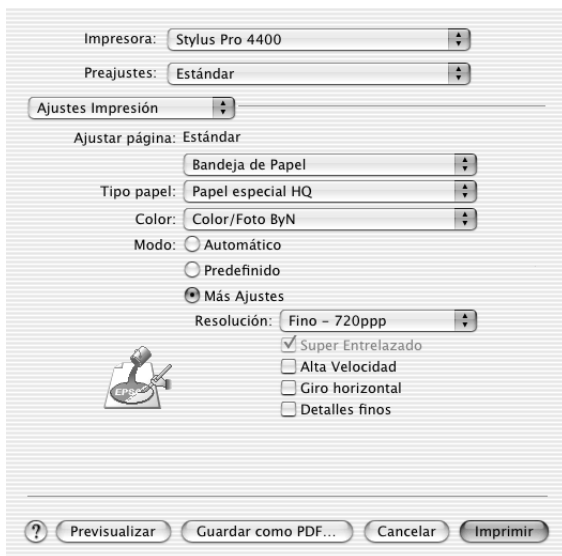 Impresora: Stylus Pro 4400
Preajustes: Estándar
Ajustes Impresión
Ajustar página: Estándar
Bandeja de Papel
Tipo papel: Papel especial HQ
Color: Color/Foto ByN
Modo: Automático
Predefinido
Más Ajustes
Resolución: Fino – 720ppp
Super Entrelazado
Alta Velocidad
Giro horizontal
Detalles finos
EPSON
? Previsualizar Guardar como PDF... Cancelar Imprimir